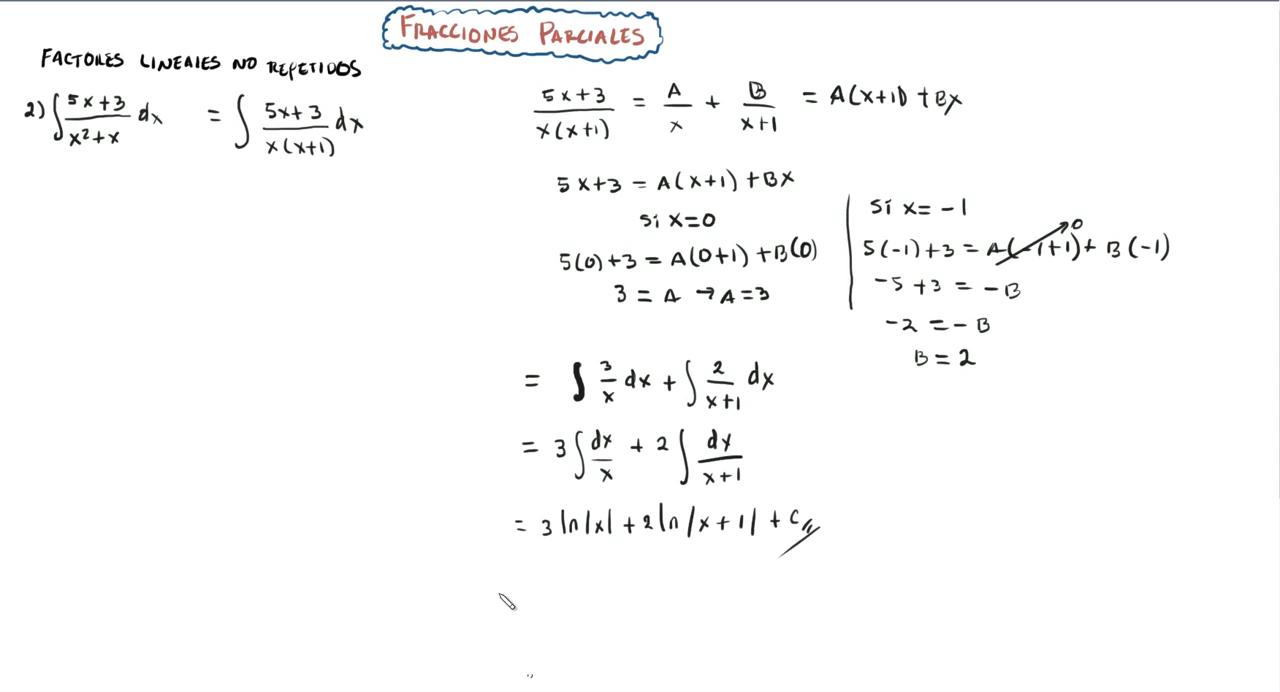 FRACCIONES PARCIALES
FACTORES LINEALES NO REPETIDOS
2) ∫ (5x+3)/(x²+x) dx = ∫ (5x+3)/(x(x+1)) dx
(5x+3)/(x(x+1)) = A/x + B/(x+1) = A(x+1) + Bx
5x+3 = A(x+1) + Bx
si x=0
5(0)+3 = A(0+1) + B(0)
3 = A → A=3
si x= -1
5(-1)+3 = A(-1+1) 0 + B(-1)
-5+3 = -B
-2 = -B
B = 2
= ∫ 3/x dx + ∫ 2/(x+1) dx
= 3 ∫ dx/x + 2 ∫ dx/(x+1)
= 3 ln|x| + 2 ln|x+1| + C